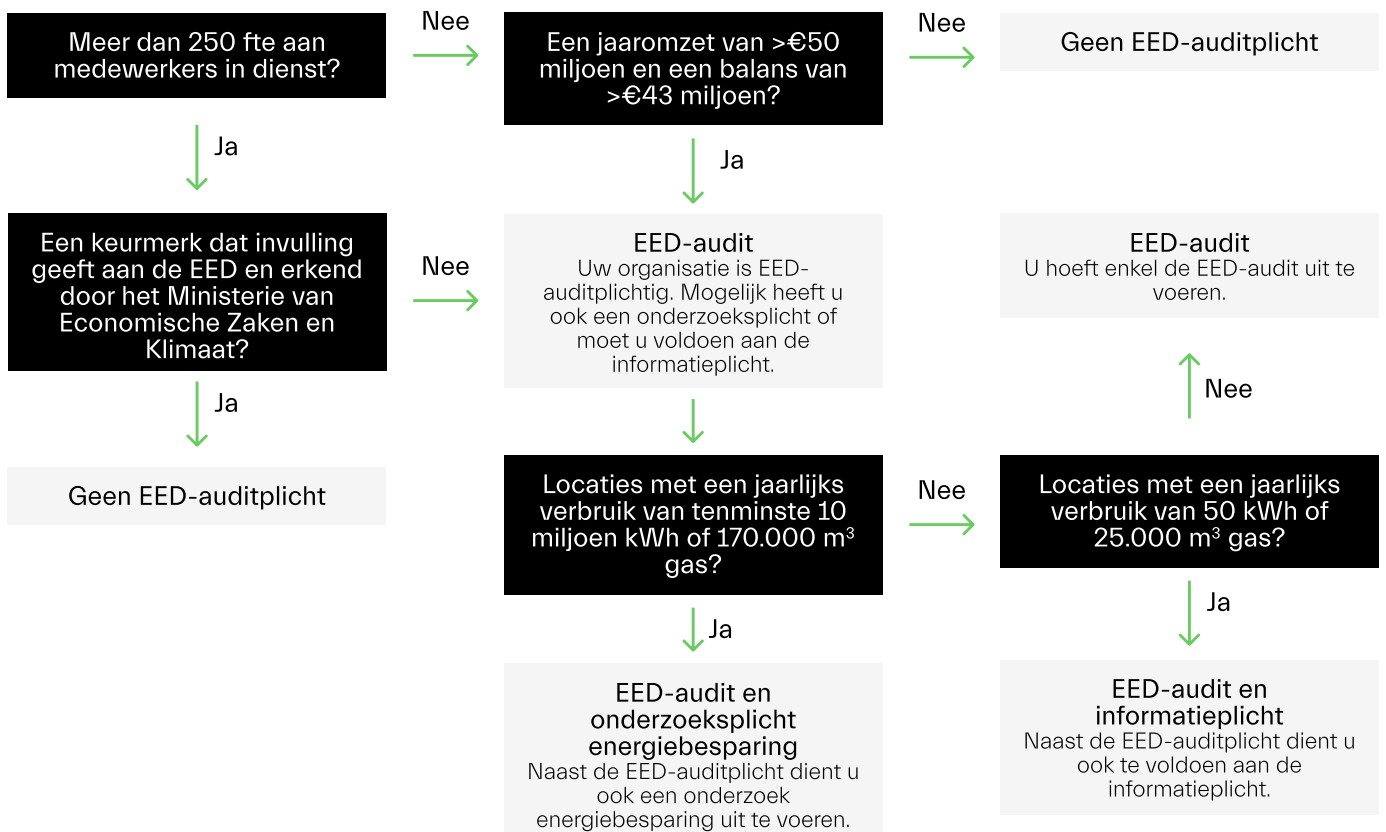 Meer dan 250 fte aan
medewerkers in dienst?
Nee
Een jaaromzet van >€50
miljoen en een balans van
>€43 miljoen?
Nee
Geen EED-auditplicht
Ja
Ja
Een keurmerk dat invulling
geeft aan de EED en erkend
door het Ministerie van
Economische Zaken en
Klimaat?
Nee
EED-audit
Uw organisatie is EED-
auditplichtig. Mogelijk heeft u
ook een onderzoeksplicht of
moet u voldoen aan de
informatieplicht.
EED-audit
U hoeft enkel de EED-audit uit te
voeren.
Ja
Nee
Geen EED-auditplicht
Locaties met een jaarlijks
verbruik van tenminste 10
miljoen kWh of 170.000 m³
gas?
Nee
Locaties met een jaarlijks
verbruik van 50 kWh of
25.000 m³ gas?
Ja
Ja
EED-audit en
onderzoeksplicht
energiebesparing
Naast de EED-auditplicht dient u
ook een onderzoek
energiebesparing uit te voeren.
EED-audit en
informatieplicht
Naast de EED-auditplicht dient u
ook te voldoen aan de
informatieplicht.